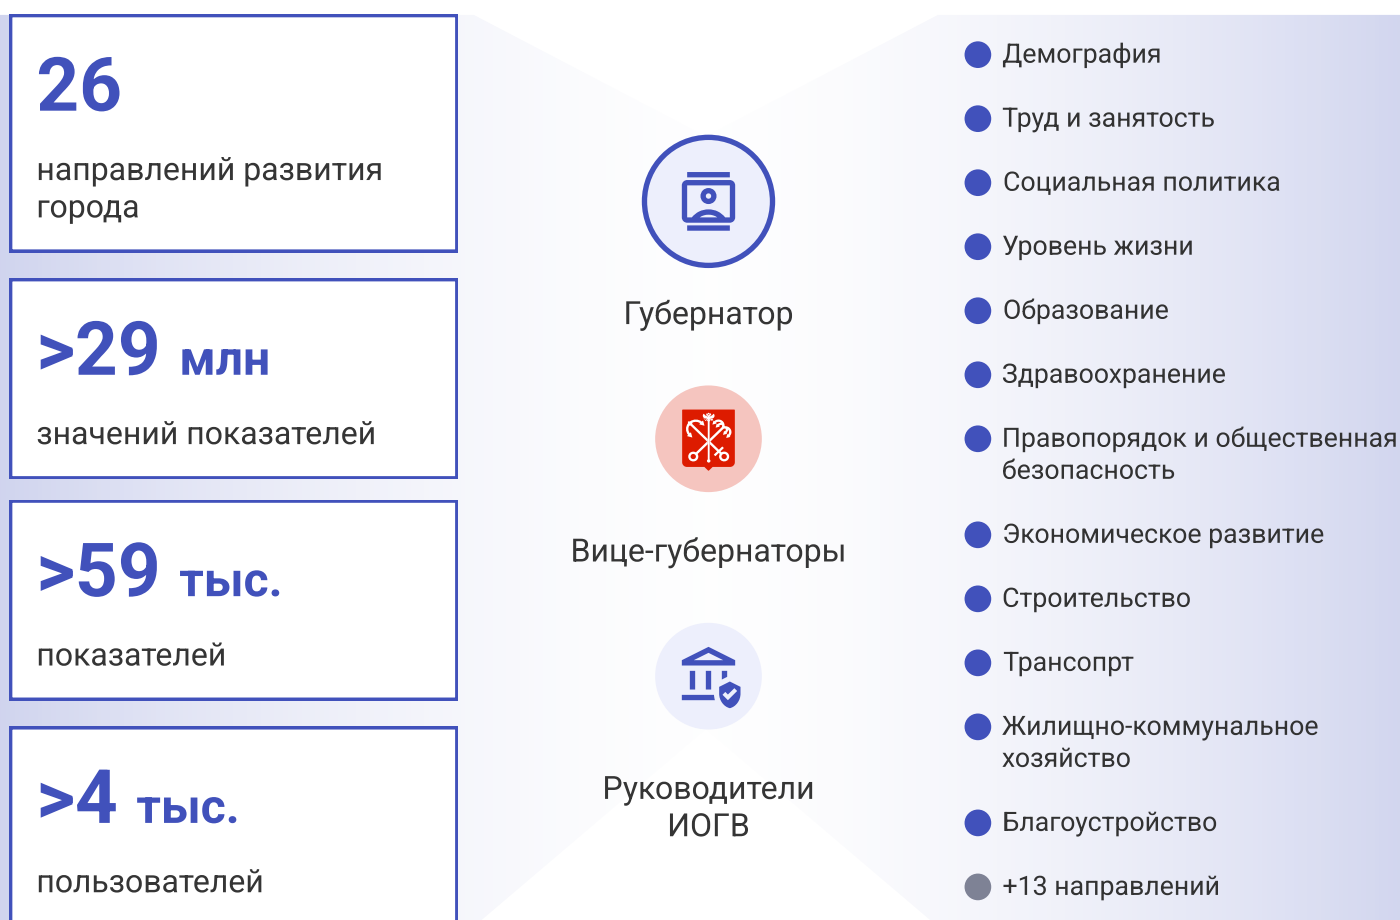 26
направлений развития
города
>29 млн
значений показателей
>59 тыс.
показателей
>4 тыс.
пользователей
Губернатор
Вице-губернаторы
Руководители
ИОГВ
Демография
Труд и занятость
Социальная политика
Уровень жизни
Образование
Здравоохранение
Правопорядок и общественная
безопасность
Экономическое развитие
Строительство
Трансопрт
Жилищно-коммунальное
хозяйство
Благоустройство
+13 направлений